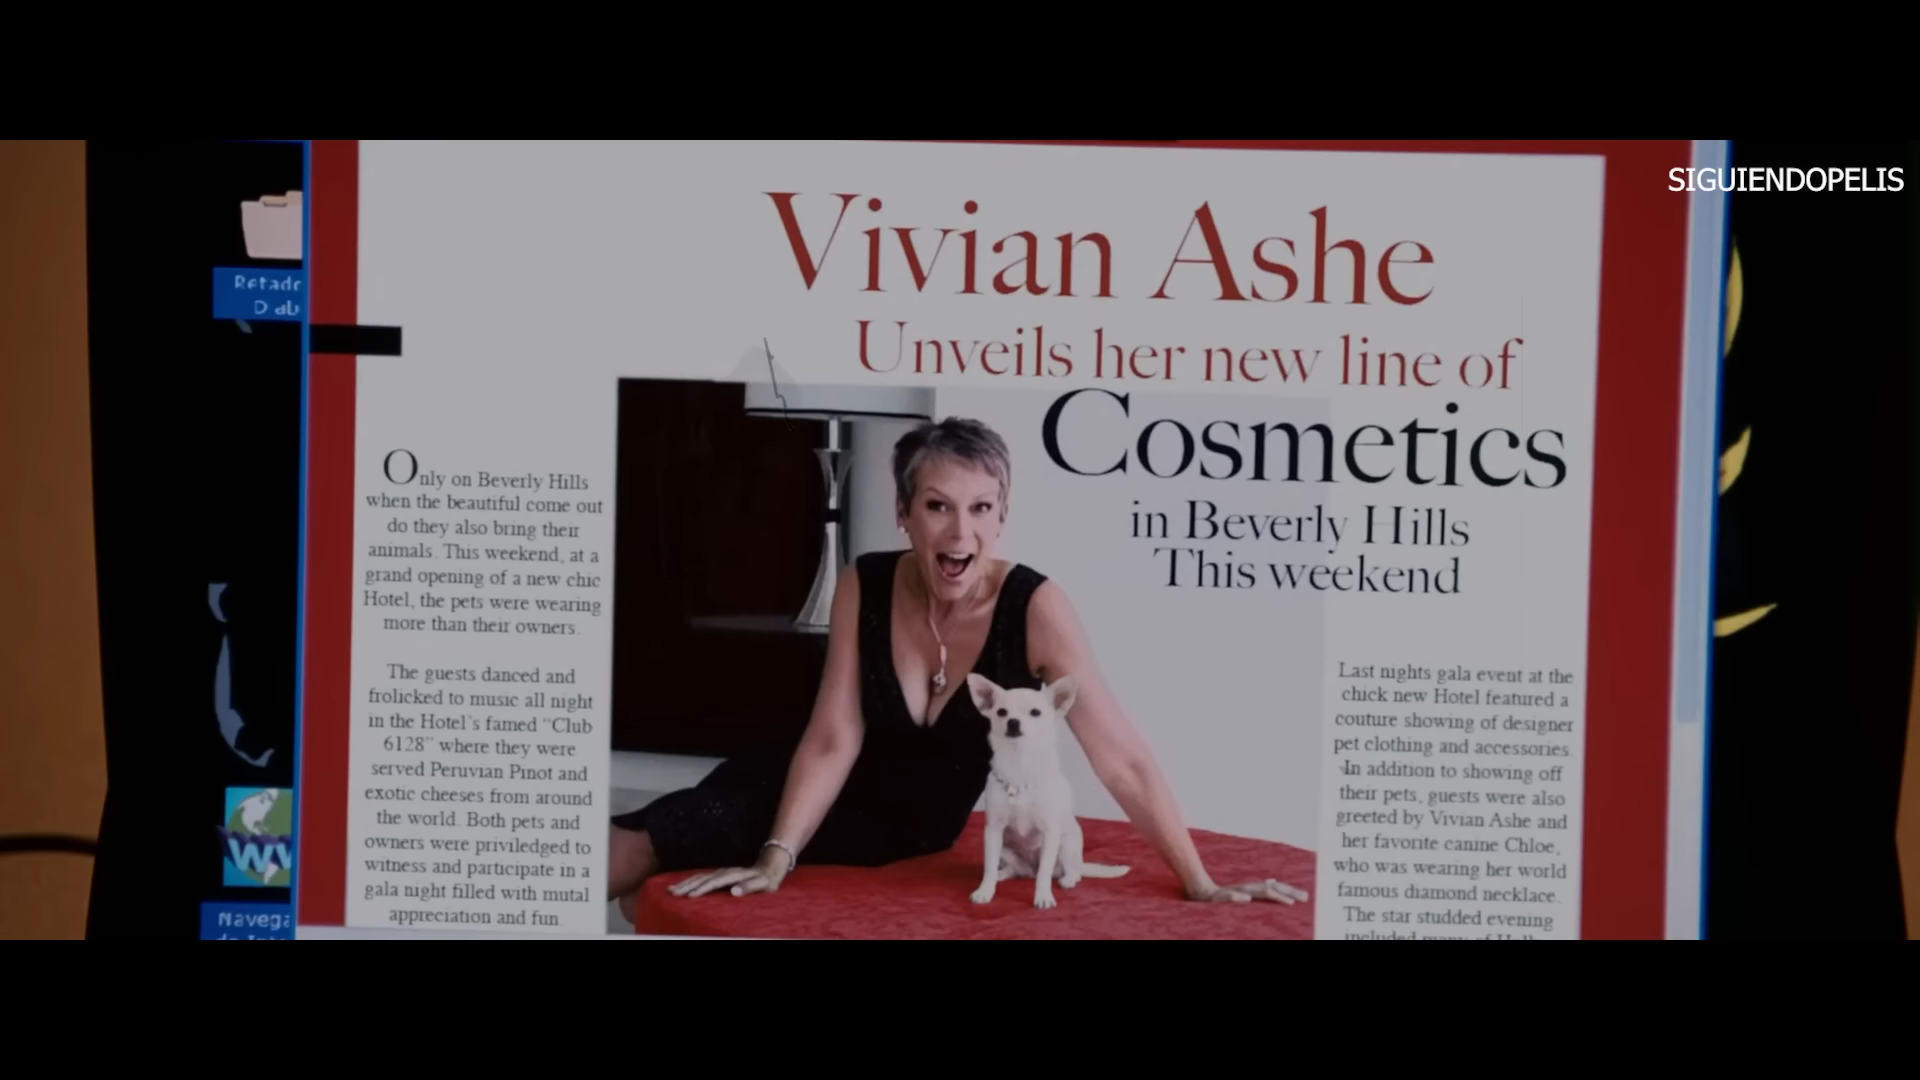 SIGUIENDOPELIS
Vivian Ashe
Unveils her new line of
Cosmetics
in Beverly Hills
This weekend
Only on Beverly Hills
when the beautiful come out
do they also bring their
animals. This weekend, at a
grand opening of a new chic
Hotel, the pets were wearing
more than their owners.
The guests danced and
frolicked to music all night
in the Hotel's famed "Club
6128" where they were
served Peruvian Pinot and
exotic cheeses from around
the world. Both pets and
owners were priviledged to
witness and participate in a
gala night filled with mutal
appreciation and fun.
Last nights gala event at the
chick new Hotel featured a
couture showing of designer
pet clothing and accessories.
In addition to showing off
their pets, guests were also
greeted by Vivian Ashe and
her favorite canine Chloe,
who was wearing her world
famous diamond necklace.
The star studded evening
included many of
Navega